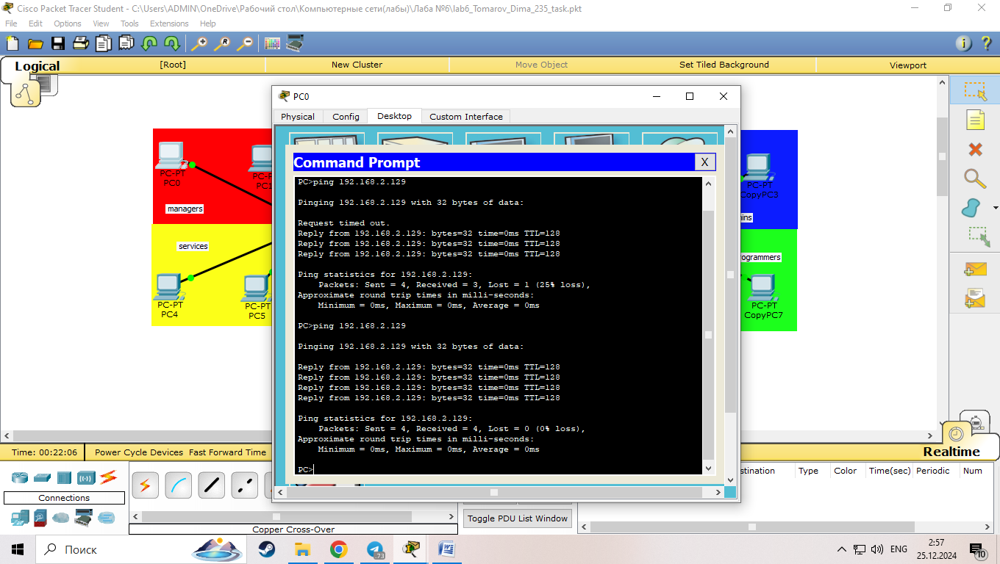 Cisco Packet Tracer Student - C:\Users\ADMIN\OneDrive\Рабочий стол\Компьютерные сети(лабы)\Лаба №6\lab6_Tomarov_Dima_235_task.pkt
File Edit Options View Tools Extensions Help
Logical [Root] New Cluster Move Object Set Tiled Background Viewport
PC0
Physical Config Desktop Custom Interface
Command Prompt X
PC>ping 192.168.2.129
Pinging 192.168.2.129 with 32 bytes of data:
Request timed out.
Reply from 192.168.2.129: bytes=32 time=0ms TTL=128
Reply from 192.168.2.129: bytes=32 time=0ms TTL=128
Reply from 192.168.2.129: bytes=32 time=0ms TTL=128
Ping statistics for 192.168.2.129:
Packets: Sent = 4, Received = 3, Lost = 1 (25% loss),
Approximate round trip times in milli-seconds:
Minimum = 0ms, Maximum = 0ms, Average = 0ms
PC>ping 192.168.2.129
Pinging 192.168.2.129 with 32 bytes of data:
Reply from 192.168.2.129: bytes=32 time=0ms TTL=128
Reply from 192.168.2.129: bytes=32 time=0ms TTL=128
Reply from 192.168.2.129: bytes=32 time=0ms TTL=128
Reply from 192.168.2.129: bytes=32 time=0ms TTL=128
Ping statistics for 192.168.2.129:
Packets: Sent = 4, Received = 4, Lost = 0 (0% loss),
Approximate round trip times in milli-seconds:
Minimum = 0ms, Maximum = 0ms, Average = 0ms
PC>
PC-PT
PC0
PC-P
PC1
managers
services
PC-PT
PC4
PC-PT
PC5
PC-PT
CopyPC3
ins
ogrammers
PC-PT
CopyPC7
Time: 00:22:06 Power Cycle Devices Fast Forward Time
Realtime
Connections
Copper Cross-Over
Toggle PDU List Window
stination Type Color Time(sec) Periodic Num
Поиск
73
ENG
2:57
25.12.2024
10